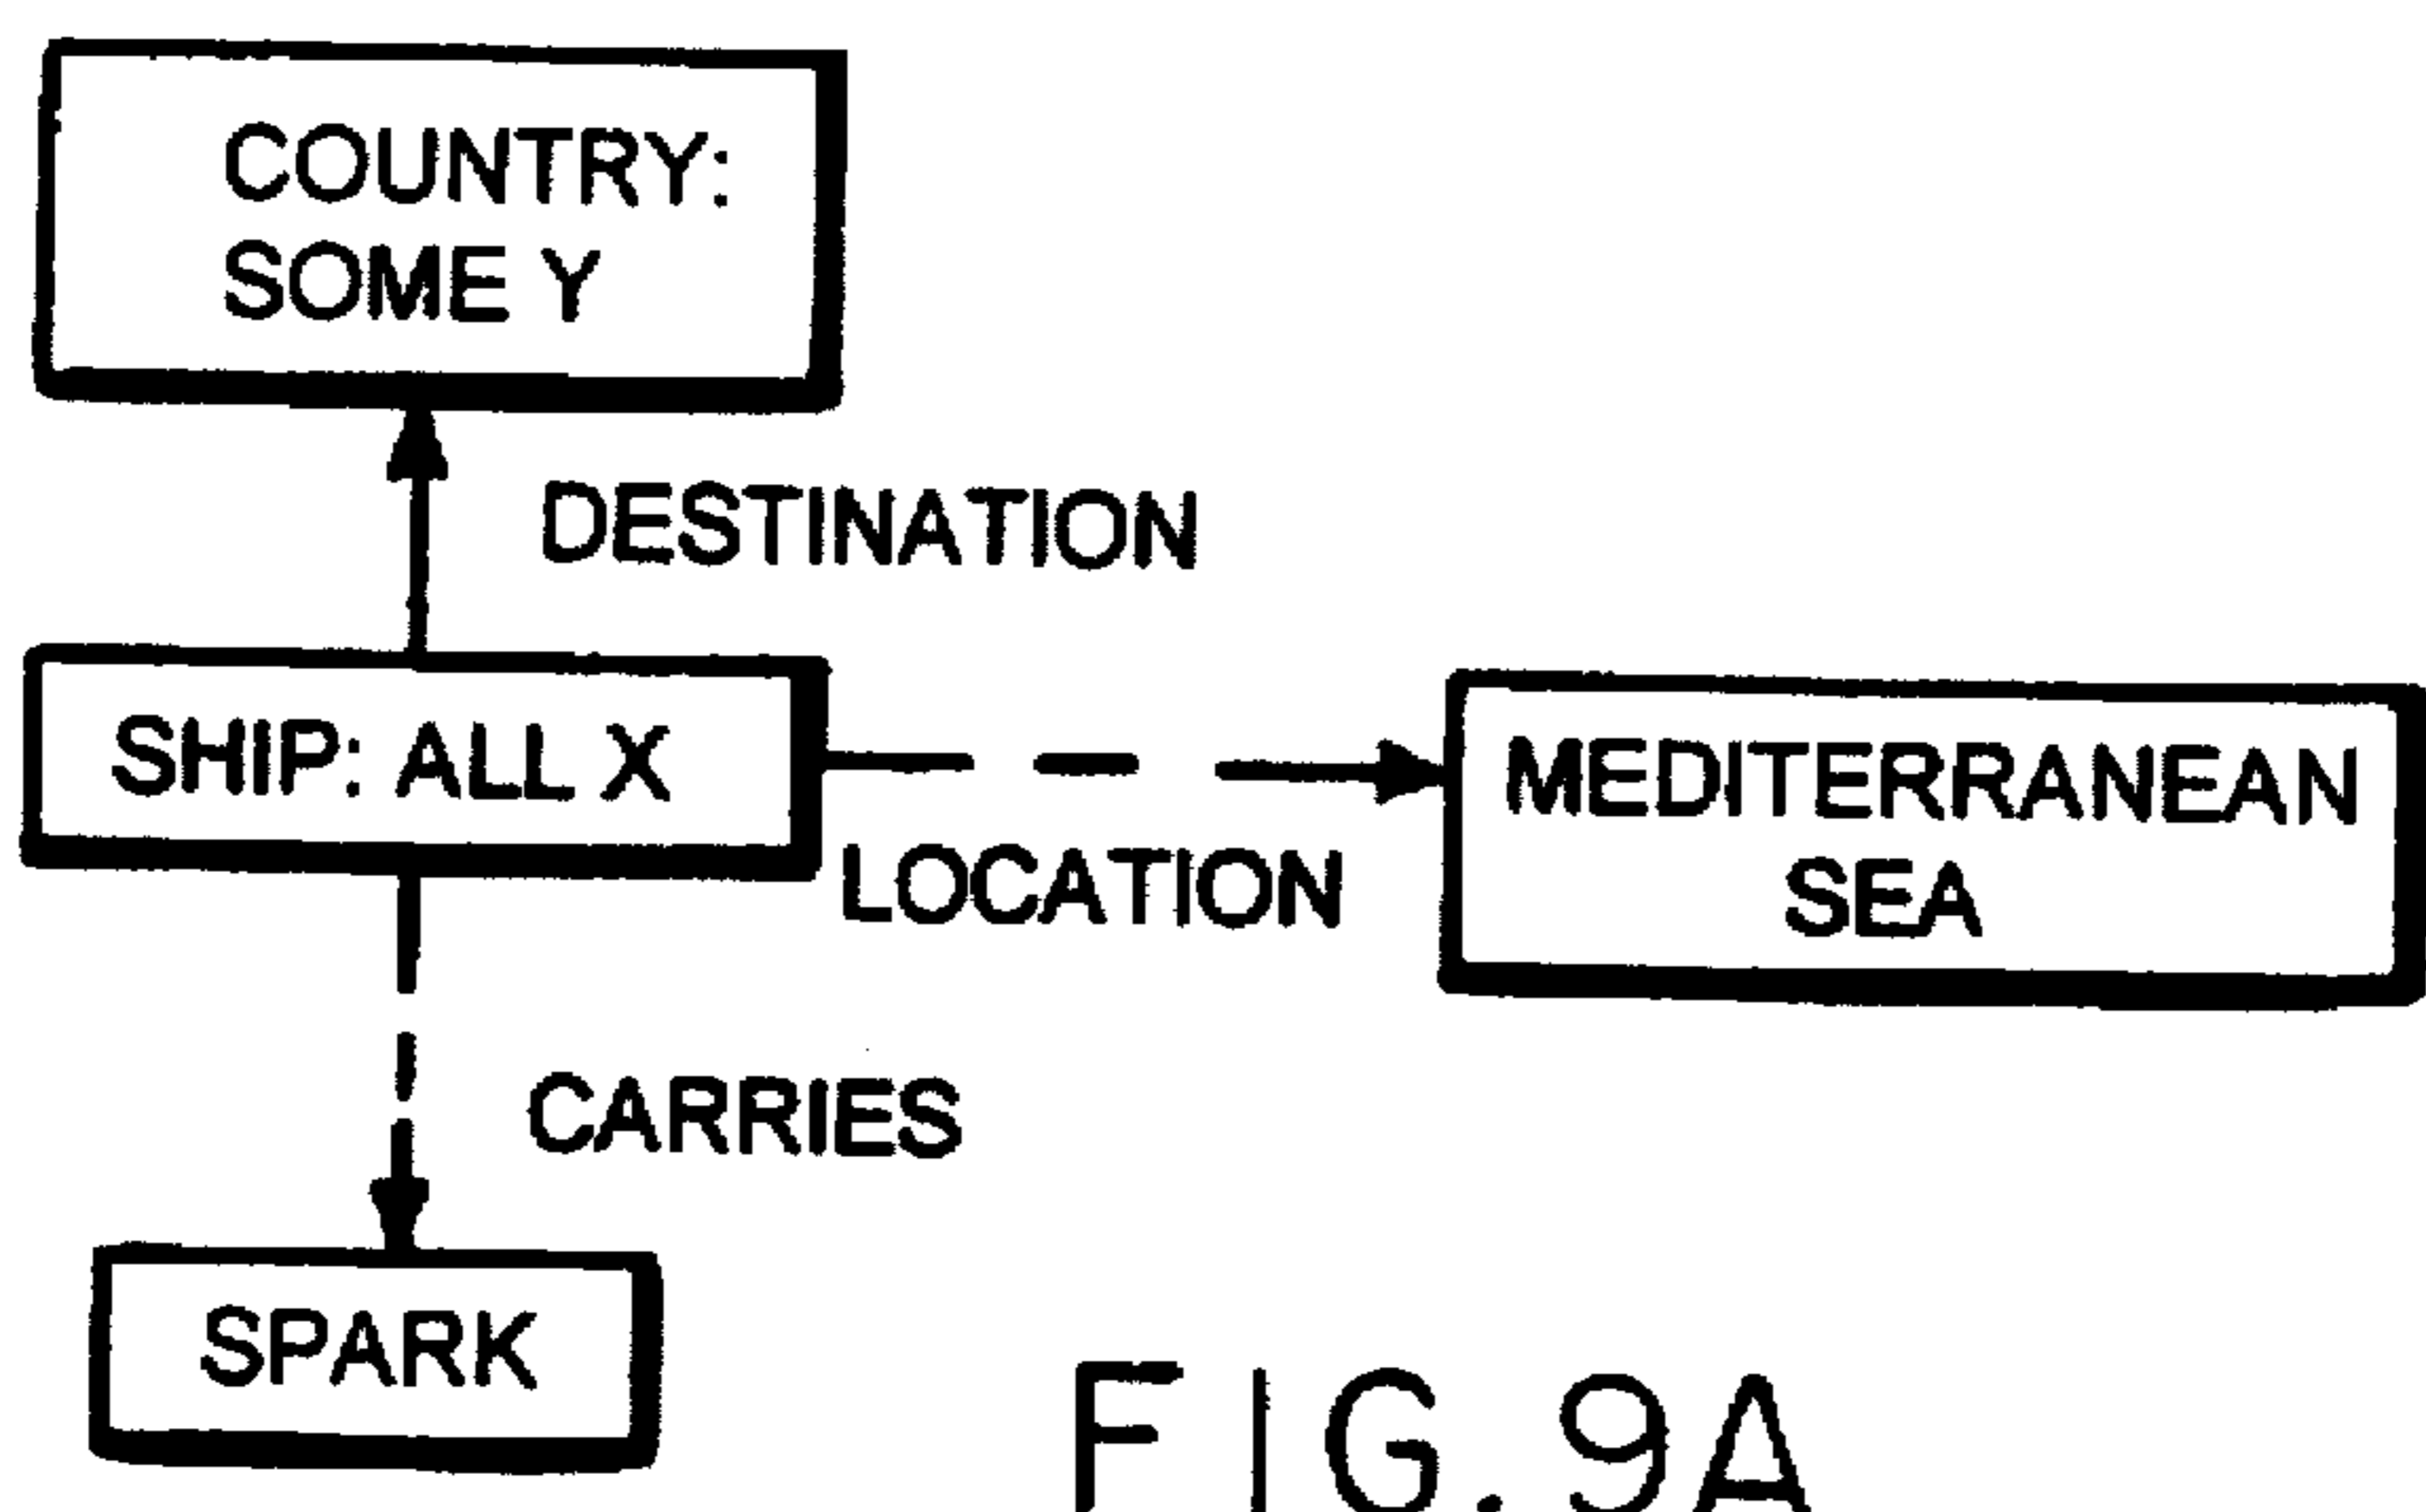 COUNTRY:
SOME Y
DESTINATION
SHIP: ALL X
MEDITERRANEAN
SEA
LOCATION
CARRIES
SPARK
FIG.9A